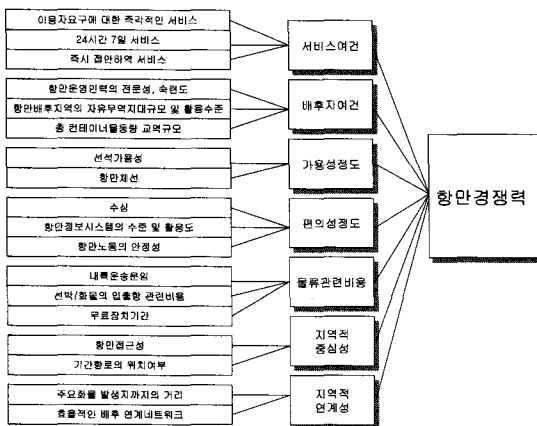 이용자요구에 대한 즉각적인 서비스
24시간 7일 서비스
즉시 접안하역 서비스
서비스여건
항만운영인력의 전문성, 숙련도
항만배후지역의 자유무역지대규모 및 활용수준
총 컨테이너물동량 교역규모
배후지여건
선석가용성
항만체선
가용성정도
수심
항만정보시스템의 수준 및 활용도
항만노동의 안정성
편의성정도
내륙운송운임
선박/화물의 입출항 관련비용
무료장치기간
물류관련비용
항만접근성
기간항로의 위치여부
지역적
중심성
주요화물 발생지까지의 거리
효율적인 배후 연계네트워크
지역적
연계성
항만경쟁력